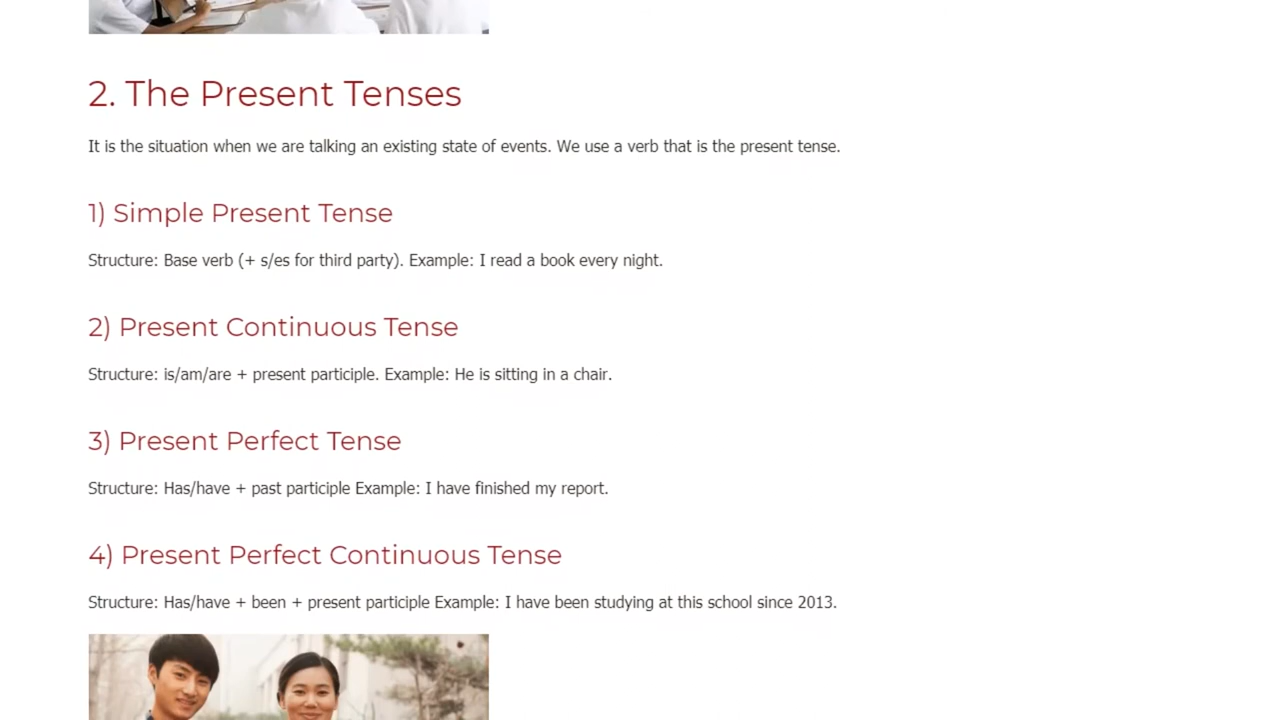 2. The Present Tenses
It is the situation when we are talking an existing state of events. We use a verb that is the present tense.
1) Simple Present Tense
Structure: Base verb (+ s/es for third party). Example: I read a book every night.
2) Present Continuous Tense
Structure: is/am/are + present participle. Example: He is sitting in a chair.
3) Present Perfect Tense
Structure: Has/have + past participle Example: I have finished my report.
4) Present Perfect Continuous Tense
Structure: Has/have + been + present participle Example: I have been studying at this school since 2013.